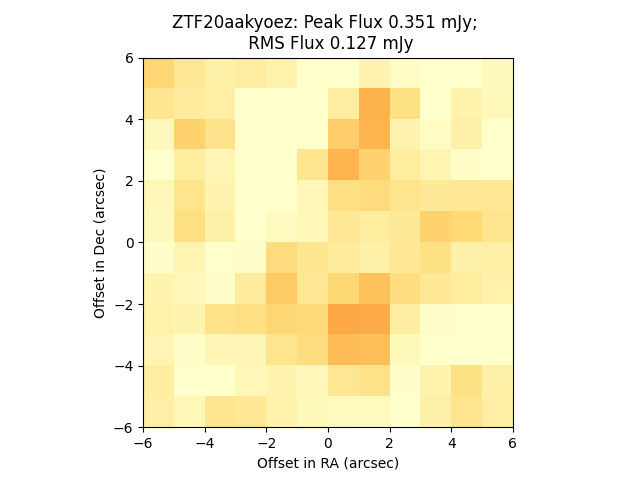 ZTF20aakyoez: Peak Flux 0.351 mJy;
RMS Flux 0.127 mJy
6
4
2
0
−2
−4
−6
Offset in Dec (arcsec)
−6 −4 −2 0 2 4 6
Offset in RA (arcsec)